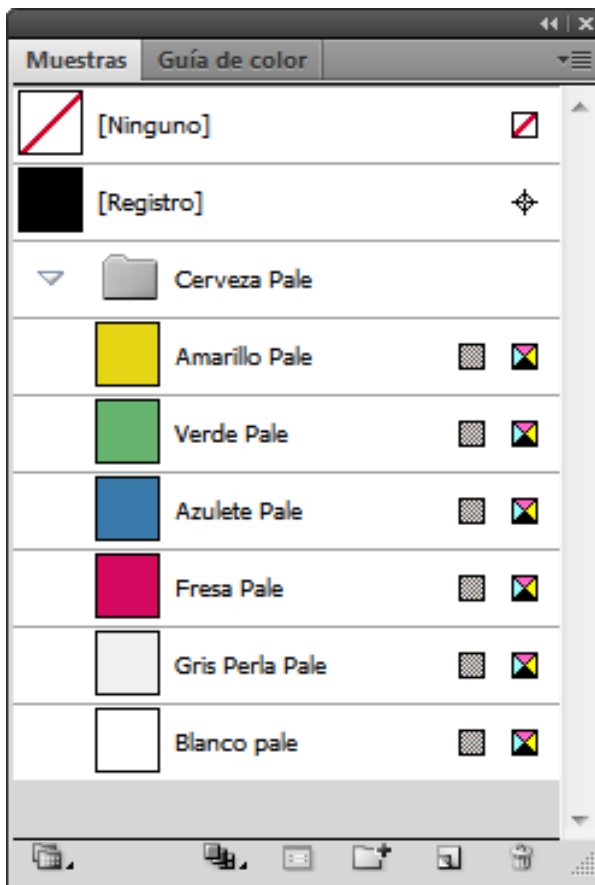 Muestras
Guía de color
[Ninguno]
[Registro]
Cerveza Pale
Amarillo Pale
Verde Pale
Azulete Pale
Fresa Pale
Gris Perla Pale
Blanco pale